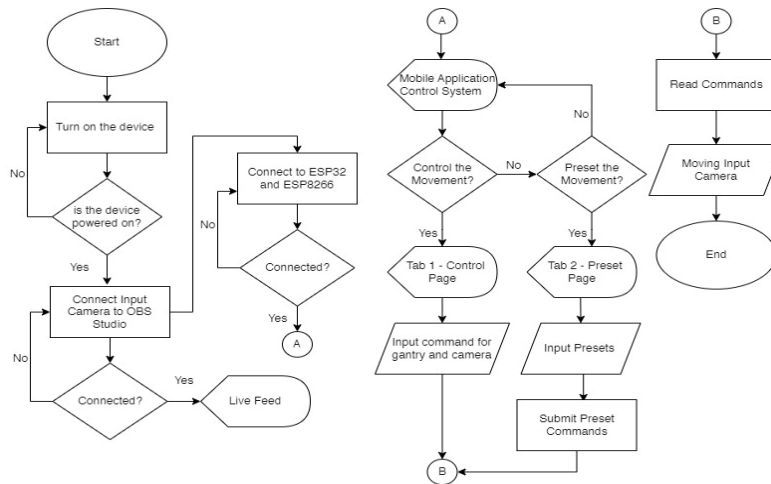 Start
Turn on the device
No
is the device
powered on?
Yes
Connect Input
Camera to OBS
Studio
No
Connected?
Yes
Live Feed
Connect to ESP32
and ESP8266
No
Connected?
Yes
A
A
Mobile Application
Control System
No
Control the
Movement?
No
Preset the
Movement?
Yes
Yes
Tab 1 - Control
Page
Tab 2 - Preset
Page
Input command for
gantry and camera
Input Presets
Submit Preset
Commands
B
B
Read Commands
Moving Input
Camera
End